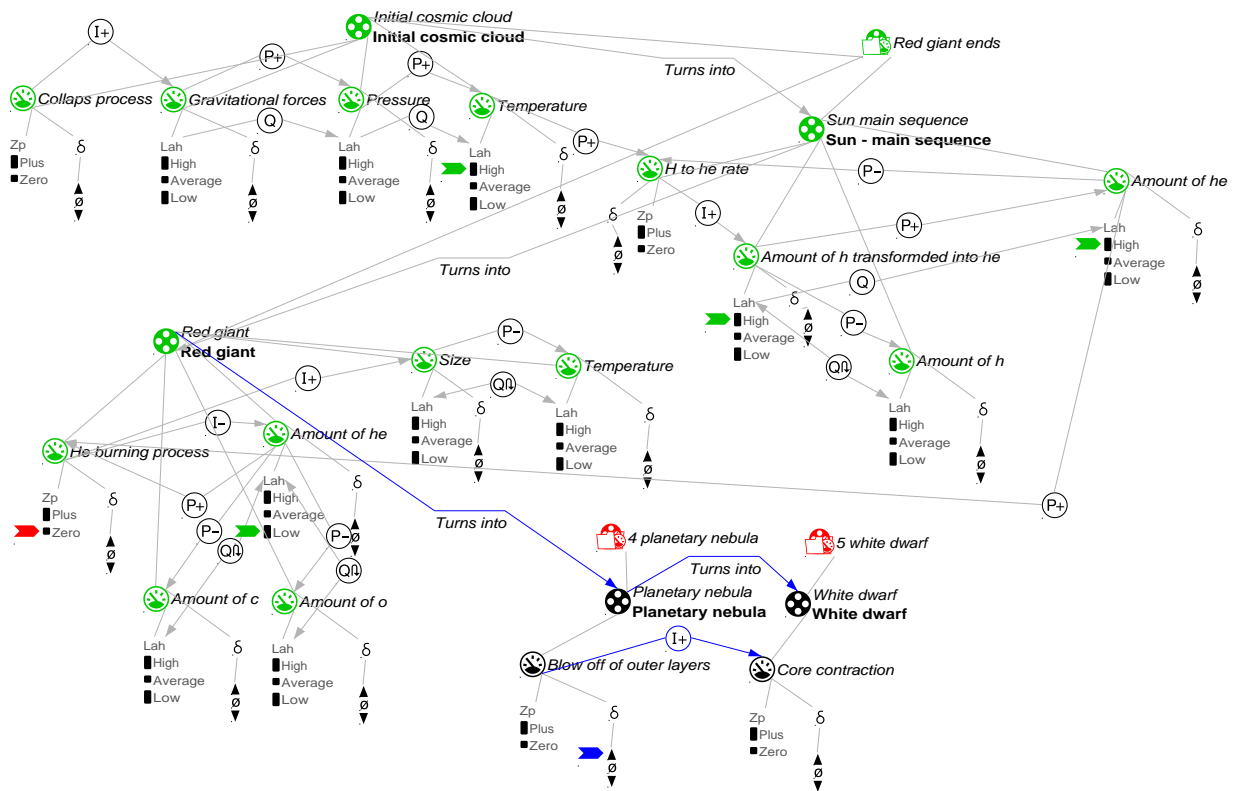 Initial cosmic cloud
Initial cosmic cloud
Red giant ends
I+
P+
P+
Turns into
Collaps process
Gravitational forces
Pressure
Temperature
Zp
Plus
Zero
δ
ø
Lah
High
Average
Low
δ
ø
Q
Lah
High
Average
Low
δ
ø
Q
Lah
High
Average
Low
δ
ø
P+
Sun main sequence
Sun - main sequence
H to he rate
P−
Amount of he
δ
ø
Zp
Plus
Zero
I+
P+
Lah
High
Average
Low
δ
ø
Amount of h transformded into he
Turns into
Q
Lah
High
Average
Low
δ
ø
P−
Q
Amount of h
Lah
High
Average
Low
δ
ø
Red giant
Red giant
P−
Size
Temperature
I+
Q
Lah
High
Average
Low
δ
ø
Lah
High
Average
Low
δ
ø
I−
Amount of he
He burning process
Zp
Plus
Zero
δ
ø
P+
P−
Q
Lah
High
Average
Low
δ
ø
P−
Q
P+
Turns into
Amount of c
Amount of o
Lah
High
Average
Low
δ
ø
Lah
High
Average
Low
δ
ø
4 planetary nebula
5 white dwarf
Turns into
Planetary nebula
Planetary nebula
White dwarf
White dwarf
I+
Blow off of outer layers
Core contraction
Zp
Plus
Zero
δ
ø
Zp
Plus
Zero
δ
ø